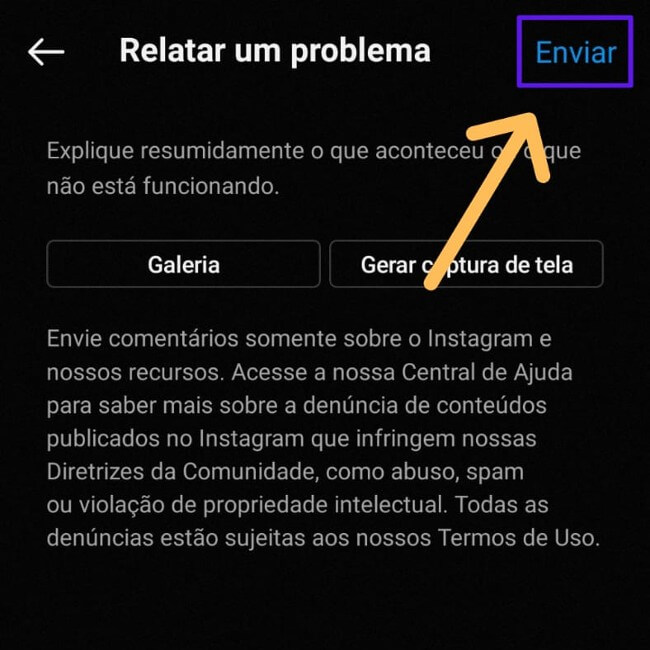 Relatar um problema
Enviar
Explique resumidamente o que aconteceu o que
não está funcionando.
Galeria
Gerar captura de tela
Envie comentários somente sobre o Instagram e
nossos recursos. Acesse a nossa Central de Ajuda
para saber mais sobre a denúncia de conteúdos
publicados no Instagram que infringem nossas
Diretrizes da Comunidade, como abuso, spam
ou violação de propriedade intelectual. Todas as
denúncias estão sujeitas aos nossos Termos de Uso.